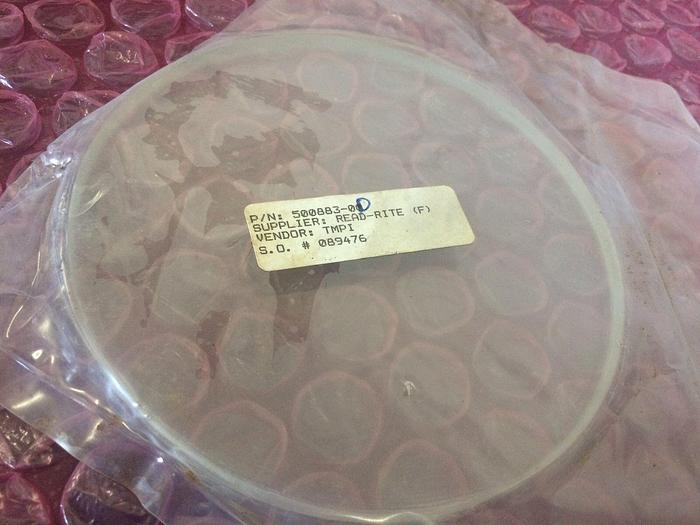 P/N: 500883-00
SUPPLIER: READ-RITE (F)
VENDOR: TMPI
S.O. # 089476